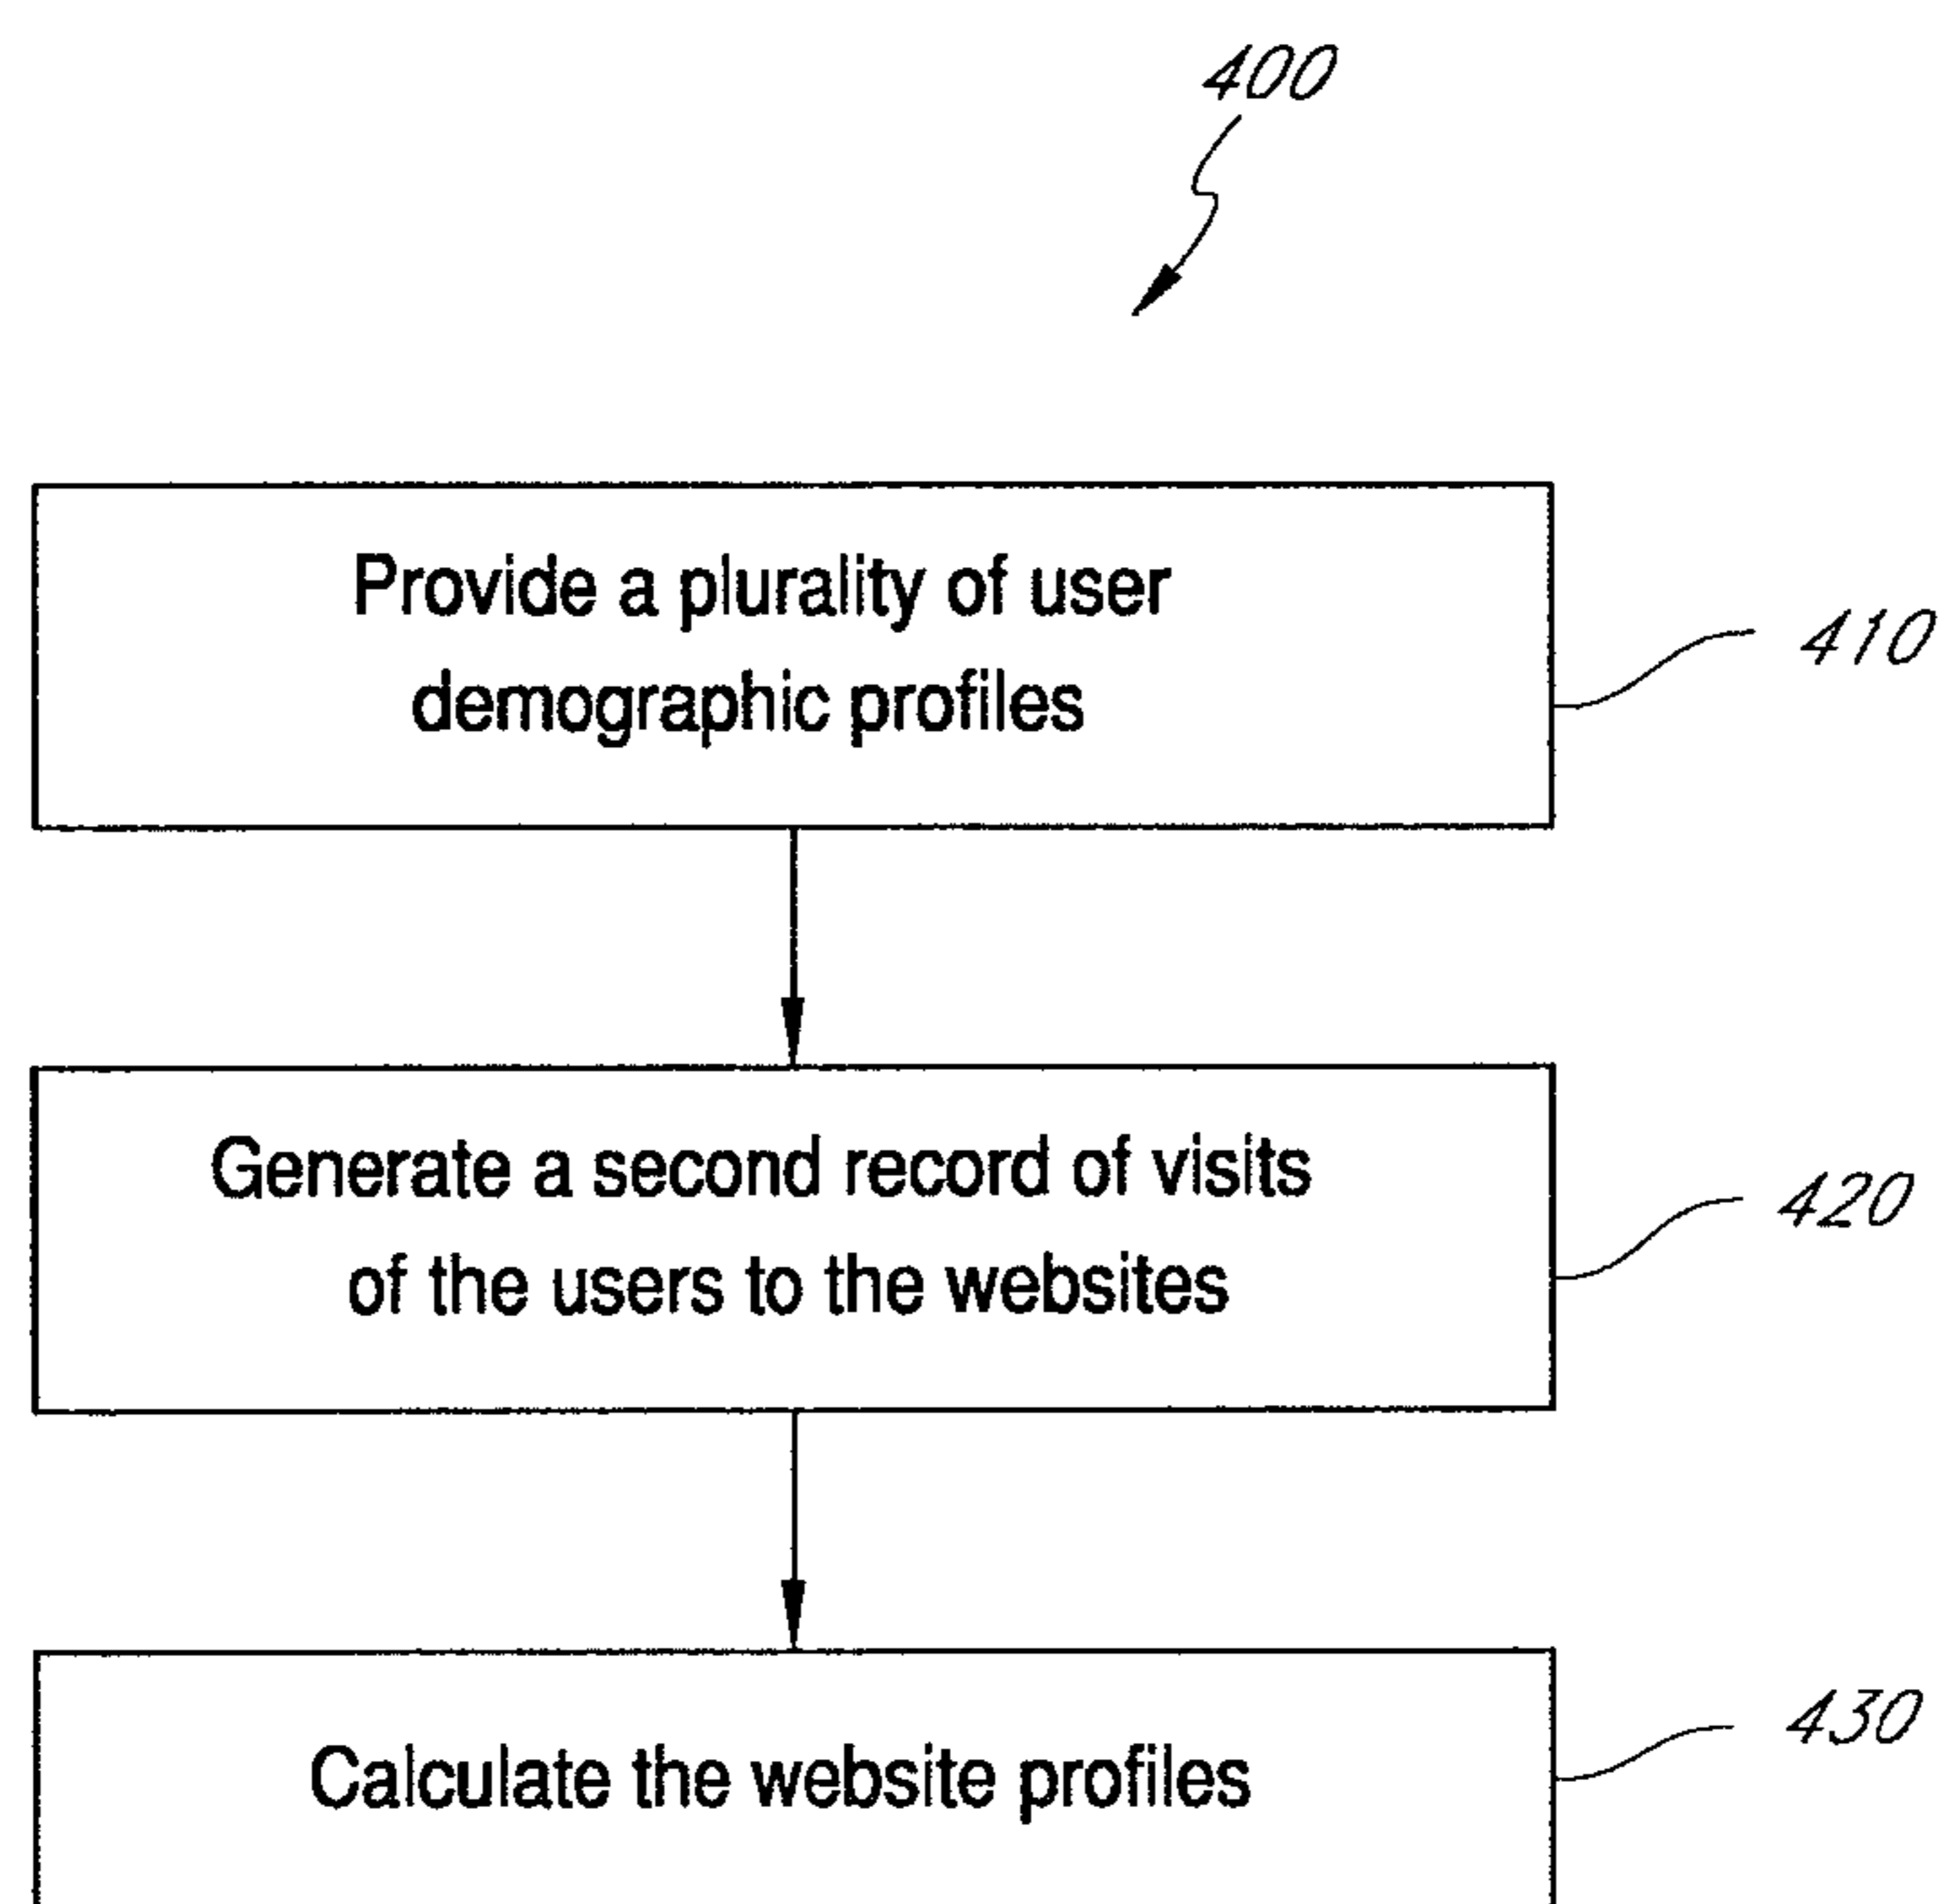 400
Provide a plurality of user
demographic profiles
410
Generate a second record of visits
of the users to the websites
420
Calculate the website profiles
430